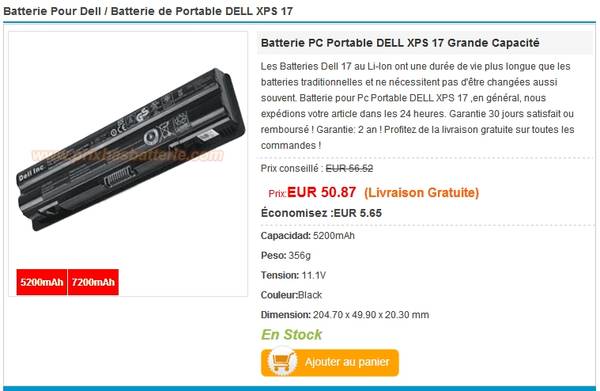 Batterie Pour Dell / Batterie de Portable DELL XPS 17
www.prixbasbatterie.com
Dell Inc
5200mAh 7200mAh
Batterie PC Portable DELL XPS 17 Grande Capacité
Les Batteries Dell 17 au Li-Ion ont une durée de vie plus longue que les
batteries traditionnelles et ne nécessitent pas d'être changées aussi
souvent. Batterie pour Pc Portable DELL XPS 17 ,en général, nous
expédions votre article dans les 24 heures. Garantie 30 jours satisfait ou
remboursé ! Garantie: 2 an ! Profitez de la livraison gratuite sur toutes les
commandes !
Prix conseillé : EUR 56.52
Prix:EUR 50.87 (Livraison Gratuite)
Économisez :EUR 5.65
Capacidad: 5200mAh
Peso: 356g
Tension: 11.1V
Couleur:Black
Dimension: 204.70 x 49.90 x 20.30 mm
En Stock
Ajouter au panier